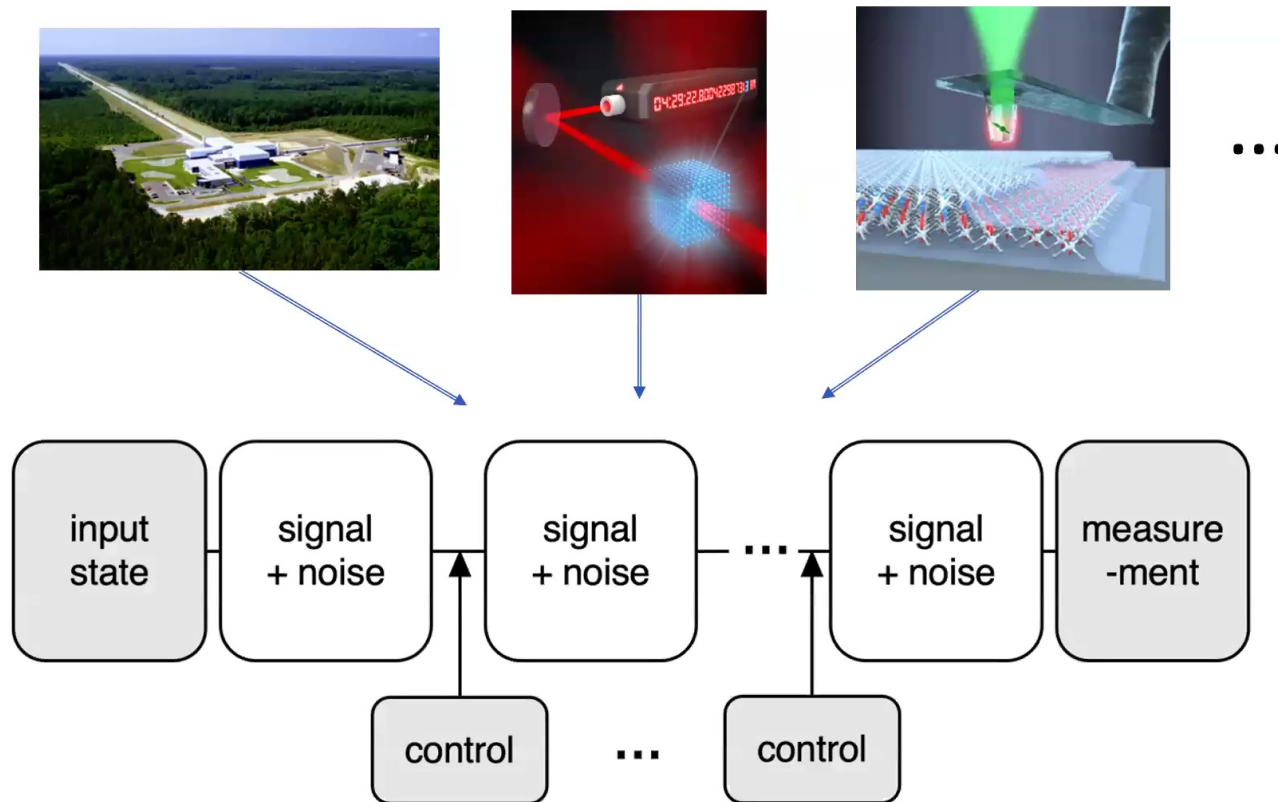 ...
input
state
signal
+ noise
signal
+ noise
...
signal
+ noise
measure
-ment
control
...
control